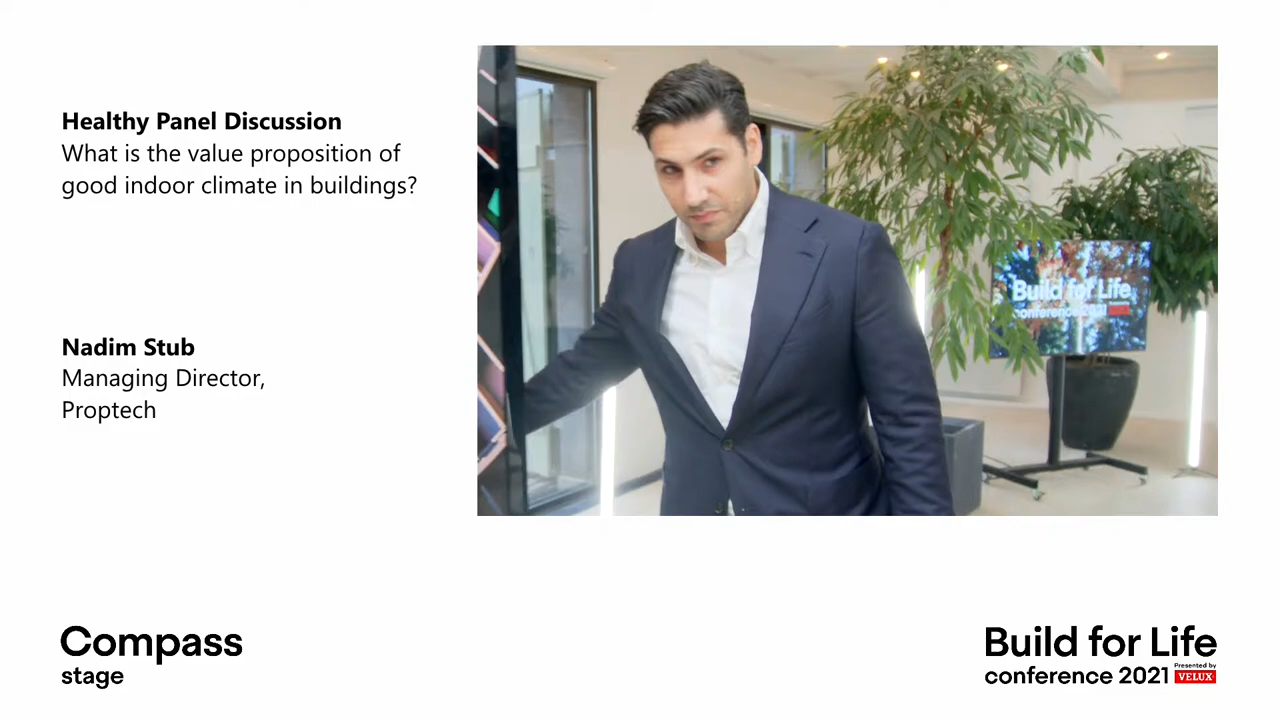 Healthy Panel Discussion
What is the value proposition of
good indoor climate in buildings?
Nadim Stub
Managing Director,
Proptech
Build for Life
conference 2021
Compass
stage
Build for Life
conference 2021
Presented by
VELUX